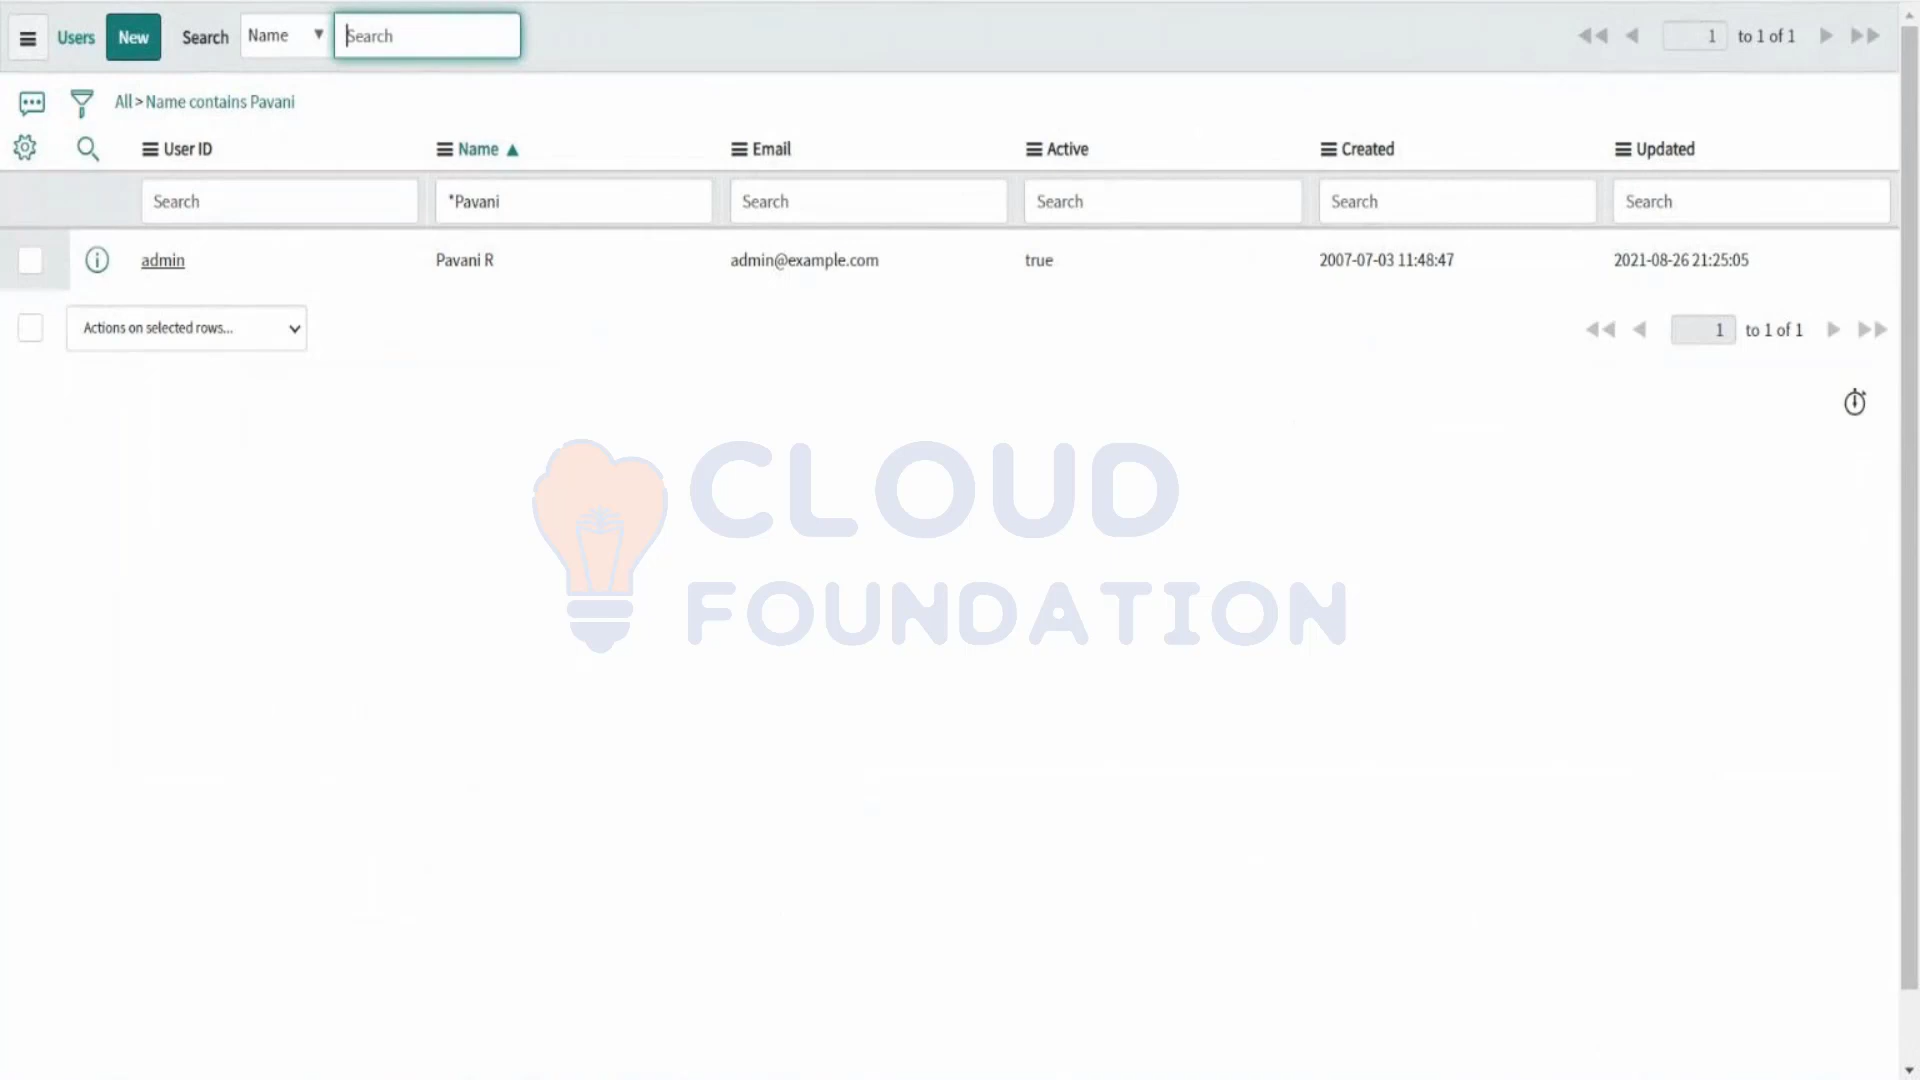 Users New Search Name Search 1 to 1 of 1
All > Name contains Pavani
User ID Name Email Active Created Updated
Search *Pavani Search Search Search Search
admin Pavani R admin@example.com true 2007-07-03 11:48:47 2021-08-26 21:25:05
Actions on selected rows... 1 to 1 of 1
CLOUD
FOUNDATION